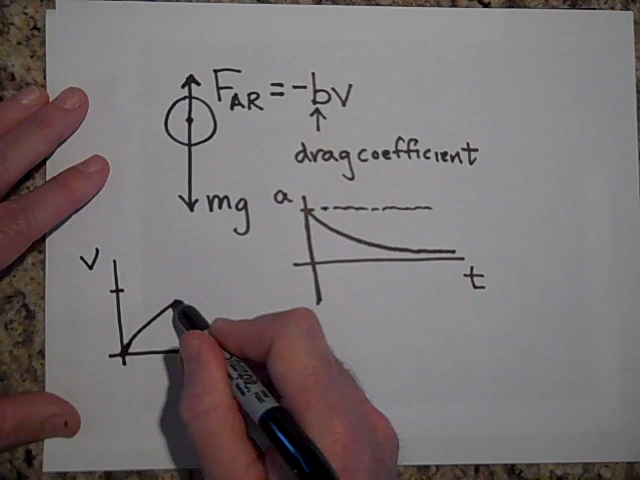 F_AR = -bv
drag coefficient
mg
a
t
v